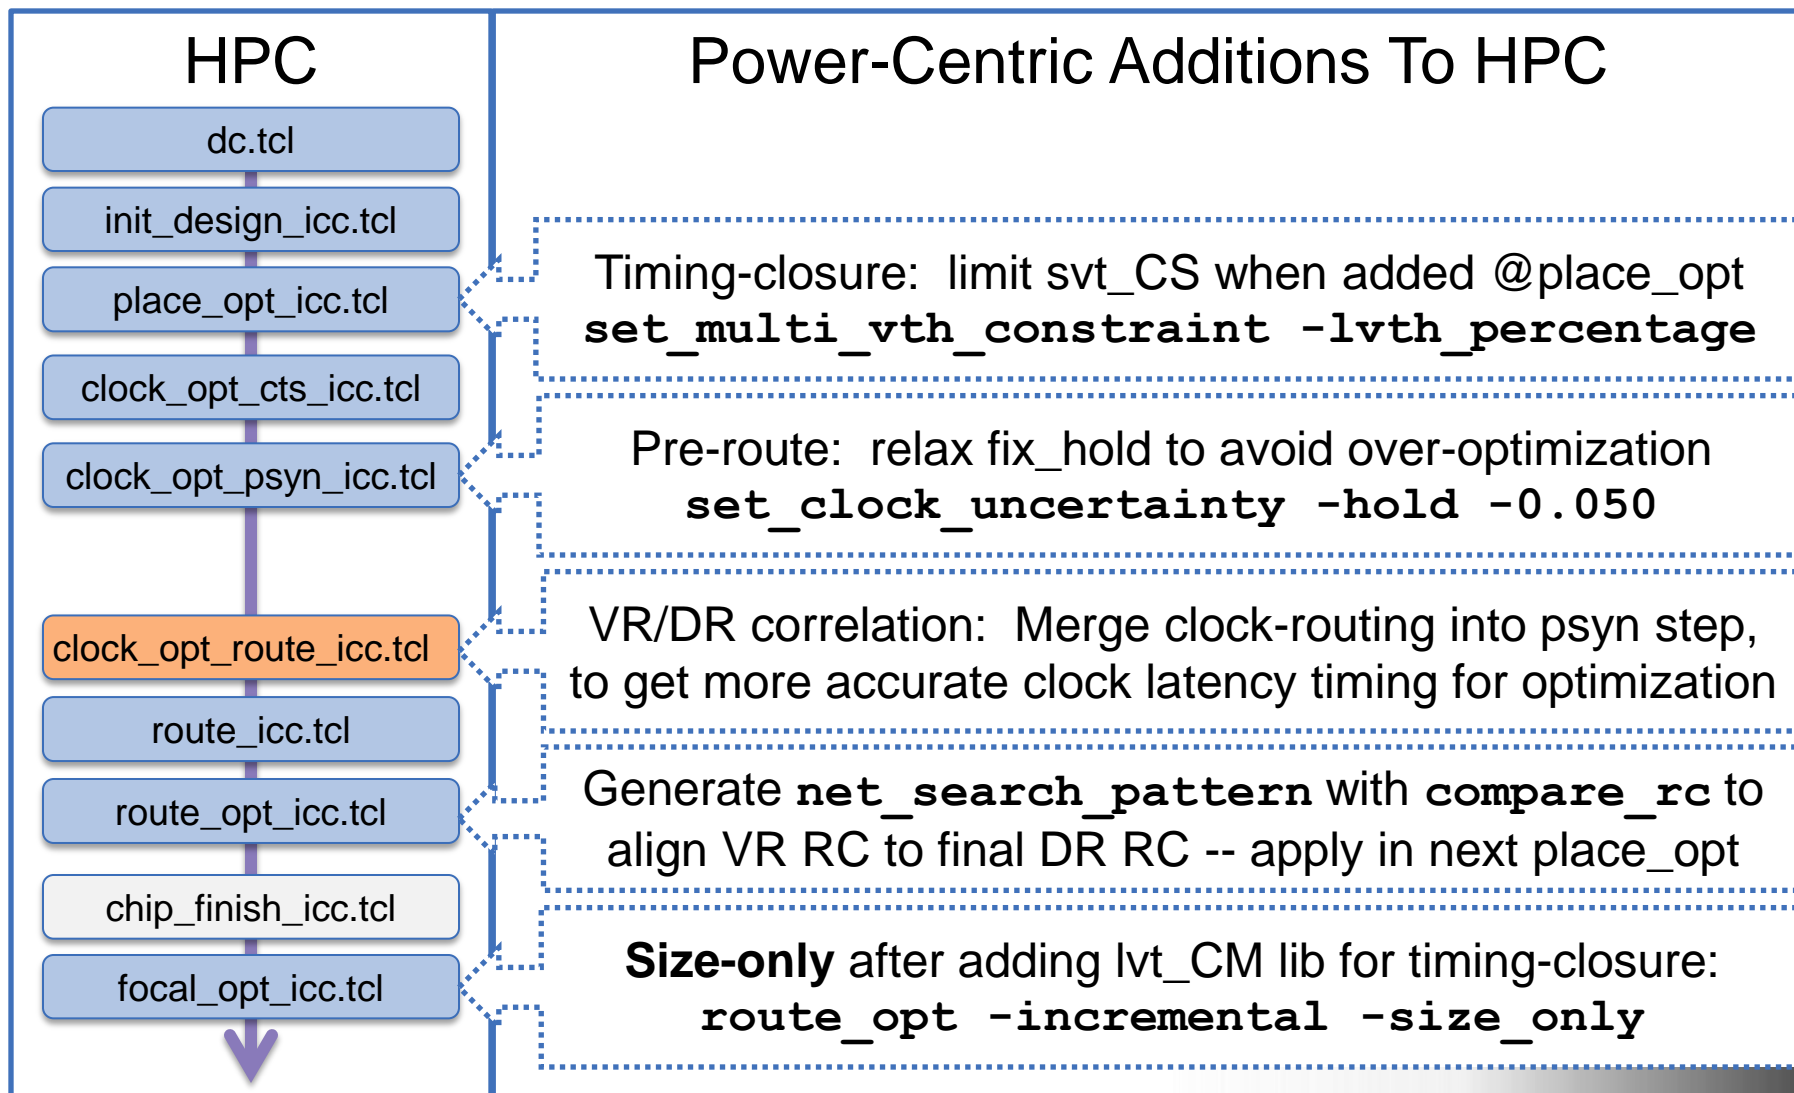 HPC
dc.tcl
init_design_icc.tcl
place_opt_icc.tcl
clock_opt_cts_icc.tcl
clock_opt_psyn_icc.tcl
clock_opt_route_icc.tcl
route_icc.tcl
route_opt_icc.tcl
chip_finish_icc.tcl
focal_opt_icc.tcl
Power-Centric Additions To HPC
Timing-closure: limit svt_CS when added @place_opt
set_multi_vth_constraint -lvth_percentage
Pre-route: relax fix_hold to avoid over-optimization
set_clock_uncertainty -hold -0.050
VR/DR correlation: Merge clock-routing into psyn step,
to get more accurate clock latency timing for optimization
Generate net_search_pattern with compare_rc to
align VR RC to final DR RC -- apply in next place_opt
Size-only after adding lvt_CM lib for timing-closure:
route_opt -incremental -size_only